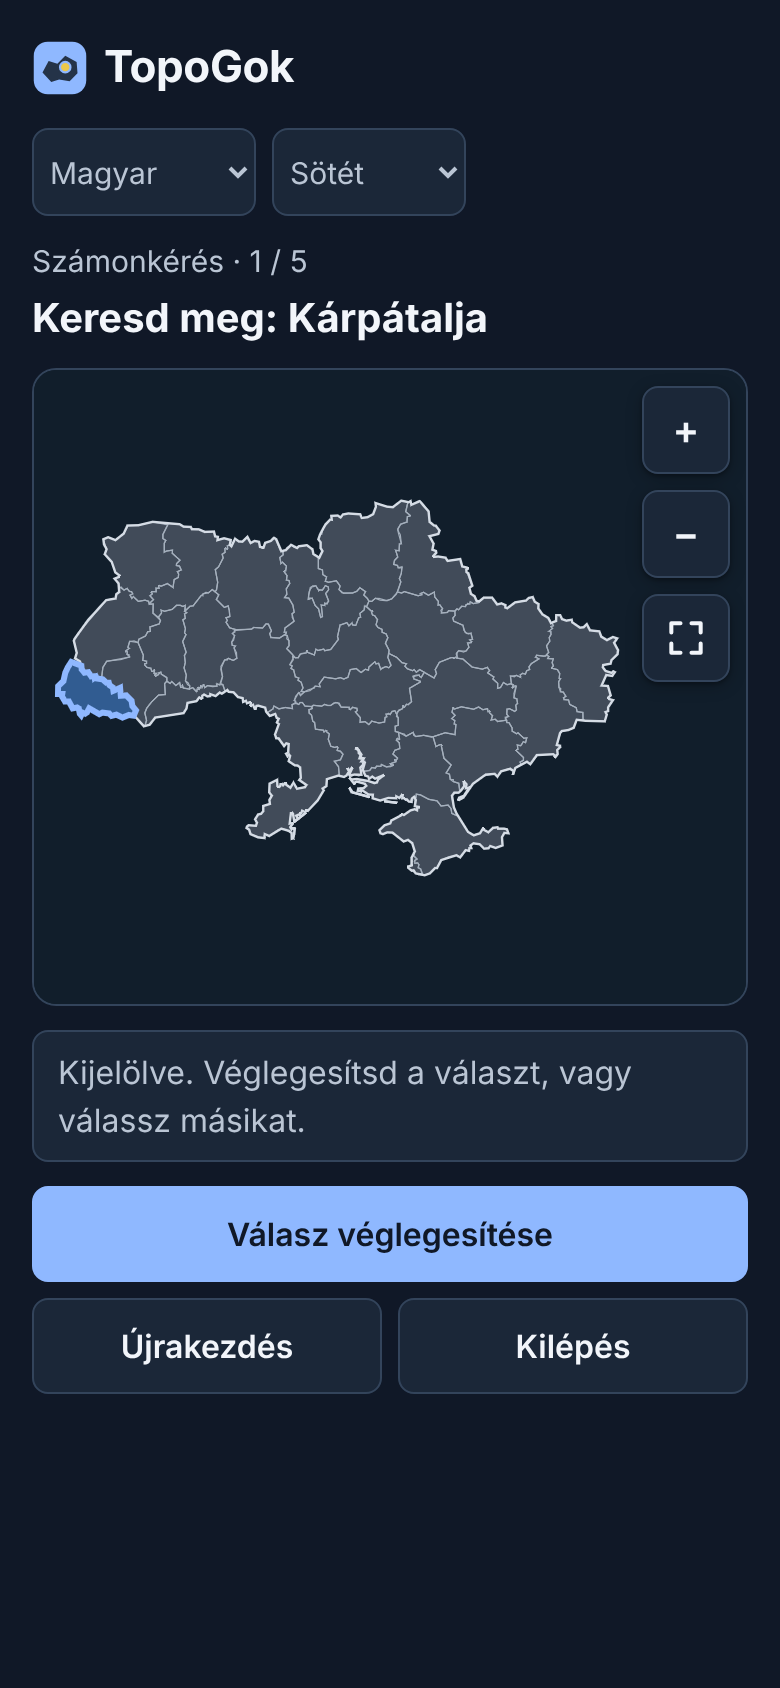 TopoGok
Magyar
Sötét
Számonkérés · 1 / 5
Keresd meg: Kárpátalja
+
−
Kijelölve. Véglegesítsd a választ, vagy
válassz másikat.
Válasz véglegesítése
Újrakezdés
Kilépés